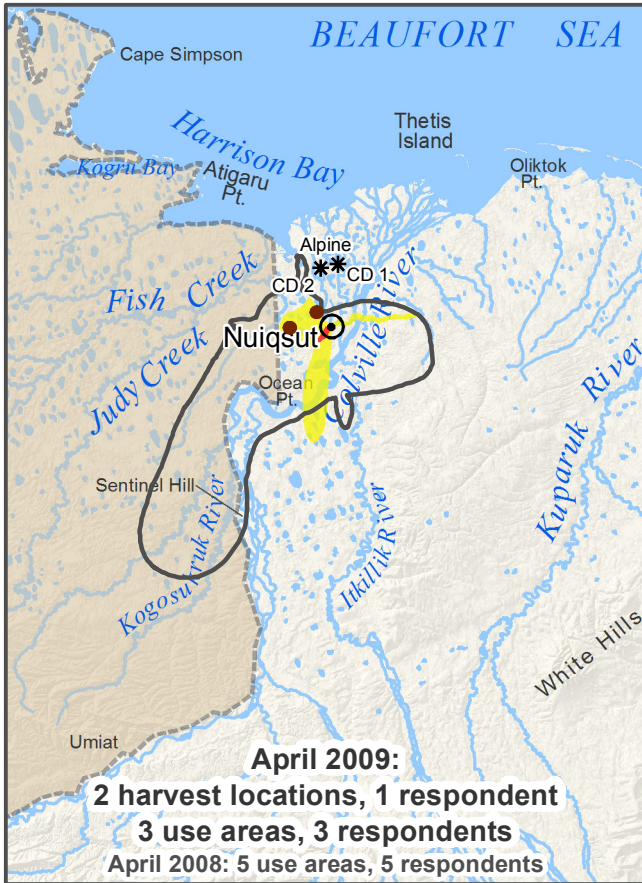 BEAUFORT SEA
Cape Simpson
Harrison Bay
Thetis
Island
Kogru Bay
Atigaru
Pt.
Oliktok
Pt.
Alpine
CD 1
CD 2
Fish Creek
Nuiqsut
Colville River
Judy Creek
Ocean
Pt.
Kuparuk River
Sentinel Hill
Kogosukruk River
Itkillik River
White Hills
Umiat
April 2009:
2 harvest locations, 1 respondent
3 use areas, 3 respondents
April 2008: 5 use areas, 5 respondents